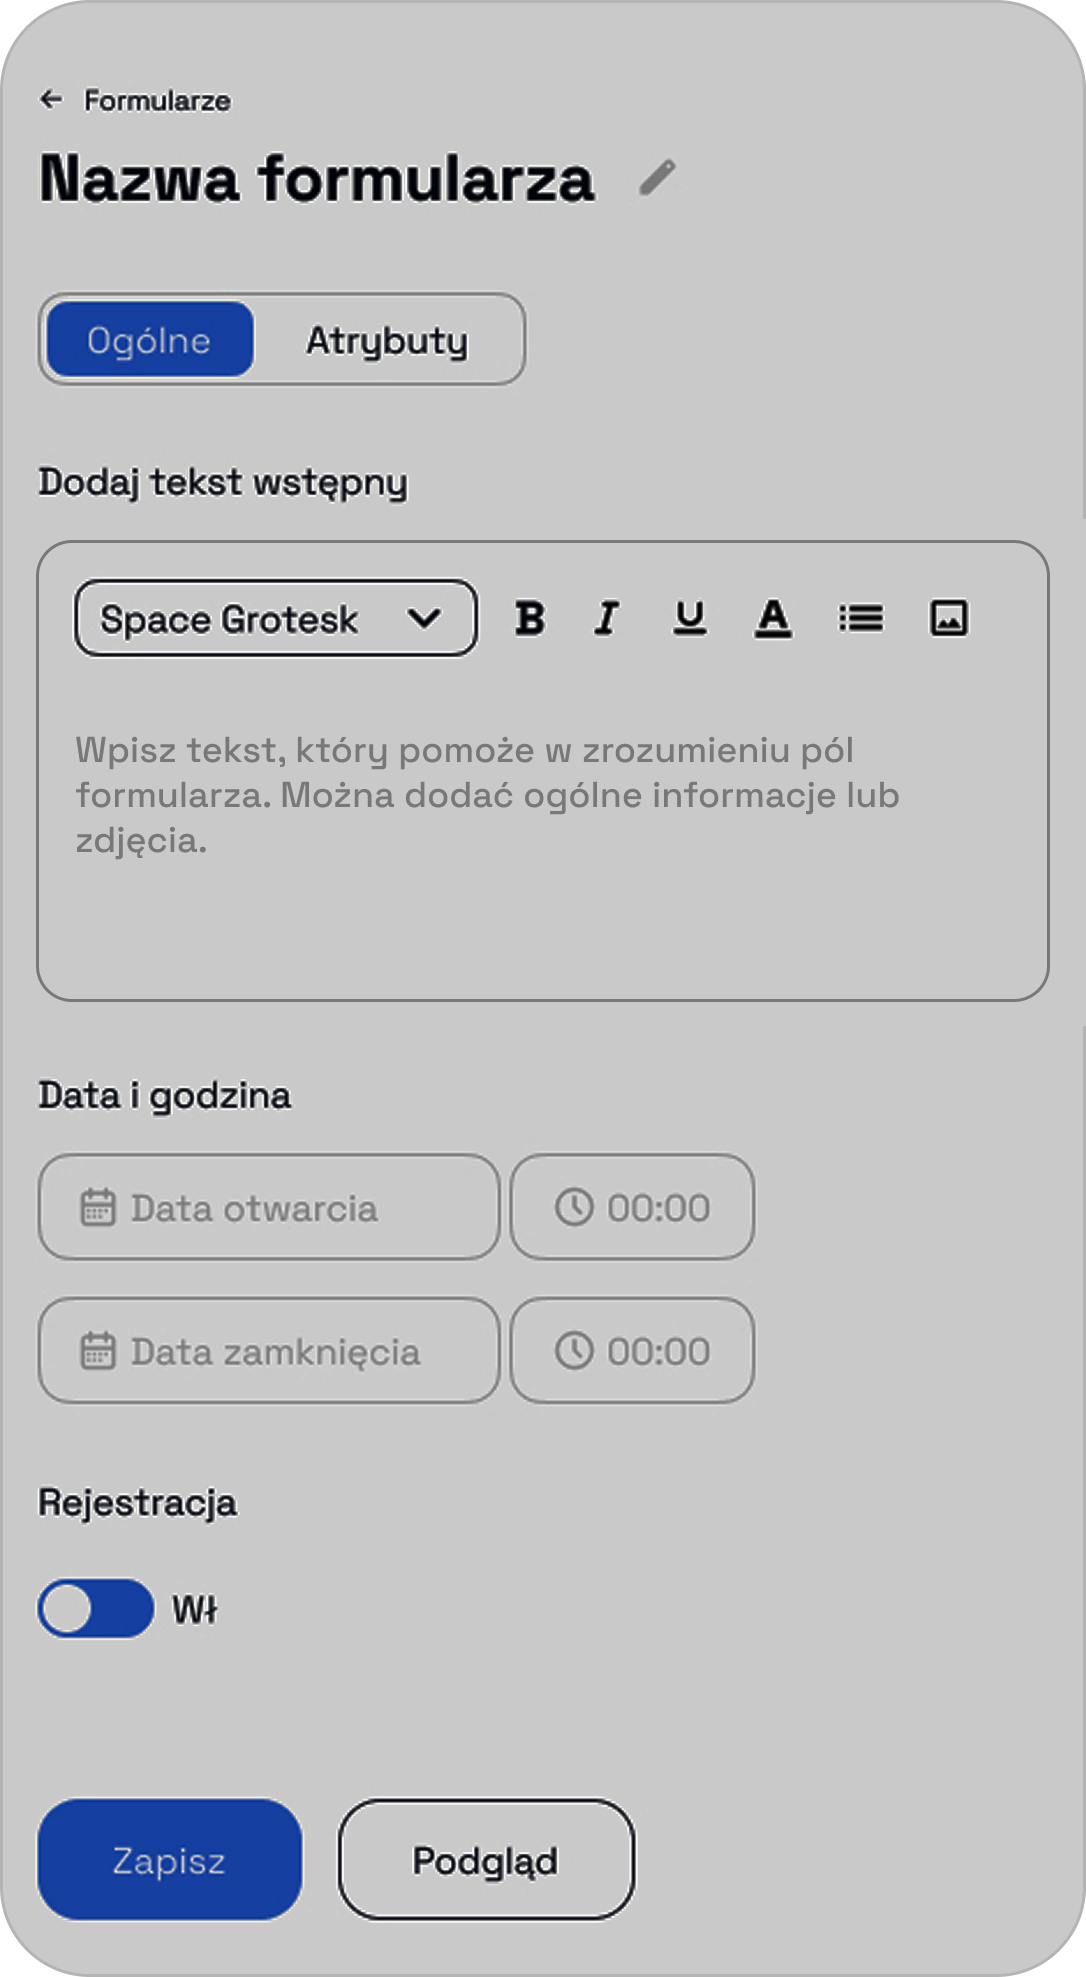 Formularze
Nazwa formularza
Ogólne Atrybuty
Dodaj tekst wstępny
Space Grotesk B I U A
Wpisz tekst, który pomoże w zrozumieniu pól
formularza. Można dodać ogólne informacje lub
zdjęcia.
Data i godzina
Data otwarcia 00:00
Data zamknięcia 00:00
Rejestracja
Wł
Zapisz Podgląd